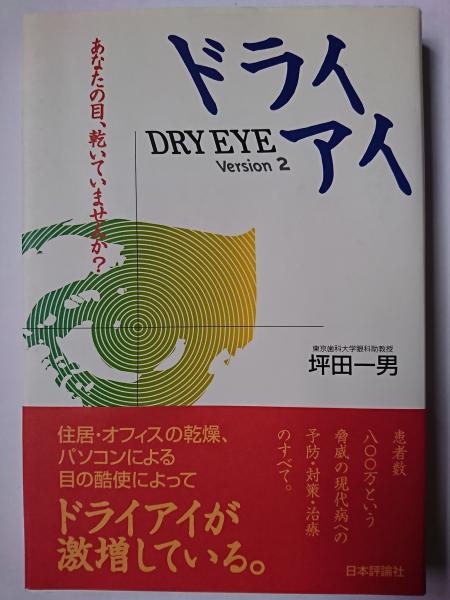 ドライ
アイ
DRY EYE
Version 2
あなたの目、乾いていませんか?
東京歯科大学眼科助教授
坪田一男
患者数
八〇〇万という
脅威の現代病への
予防・対策・治療
のすべて。
住居・オフィスの乾燥、
パソコンによる
目の酷使によって
ドライアイが
激増している。
日本評論社